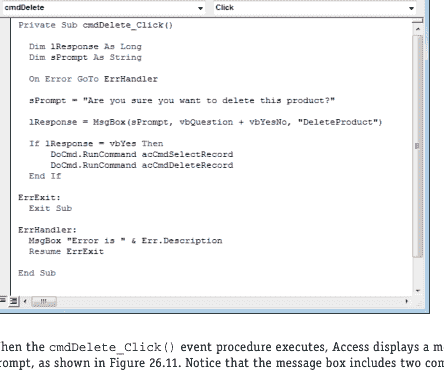 cmdDelete Click
Private Sub cmdDelete_Click()
Dim lResponse As Long
Dim sPrompt As String
On Error GoTo ErrHandler
sPrompt = "Are you sure you want to delete this product?"
lResponse = MsgBox(sPrompt, vbQuestion + vbYesNo, "DeleteProduct")
If lResponse = vbYes Then
DoCmd.RunCommand acCmdSelectRecord
DoCmd.RunCommand acCmdDeleteRecord
End If
ErrExit:
Exit Sub
ErrHandler:
MsgBox "Error is " & Err.Description
Resume ErrExit
End Sub
the cmdDelete_Click() event procedure executes, Access displays a
as shown in Figure 26.11. Notice that the message box includes two